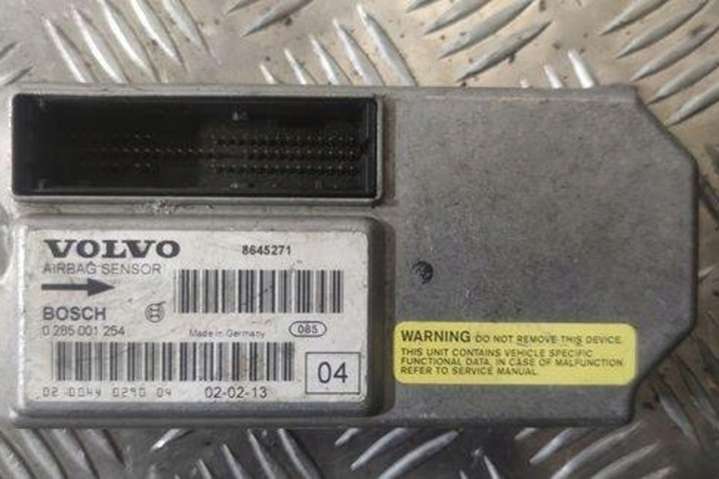 VOLVO 8645271
AIRBAG SENSOR
BOSCH
0 285 001 254 Made in Germany 085
04
02 0044 0290 04 02-02-13
WARNING DO NOT REMOVE THIS DEVICE.
THIS UNIT CONTAINS VEHICLE SPECIFIC
FUNCTIONAL DATA. IN CASE OF MALFUNCTION
REFER TO SERVICE MANUAL.